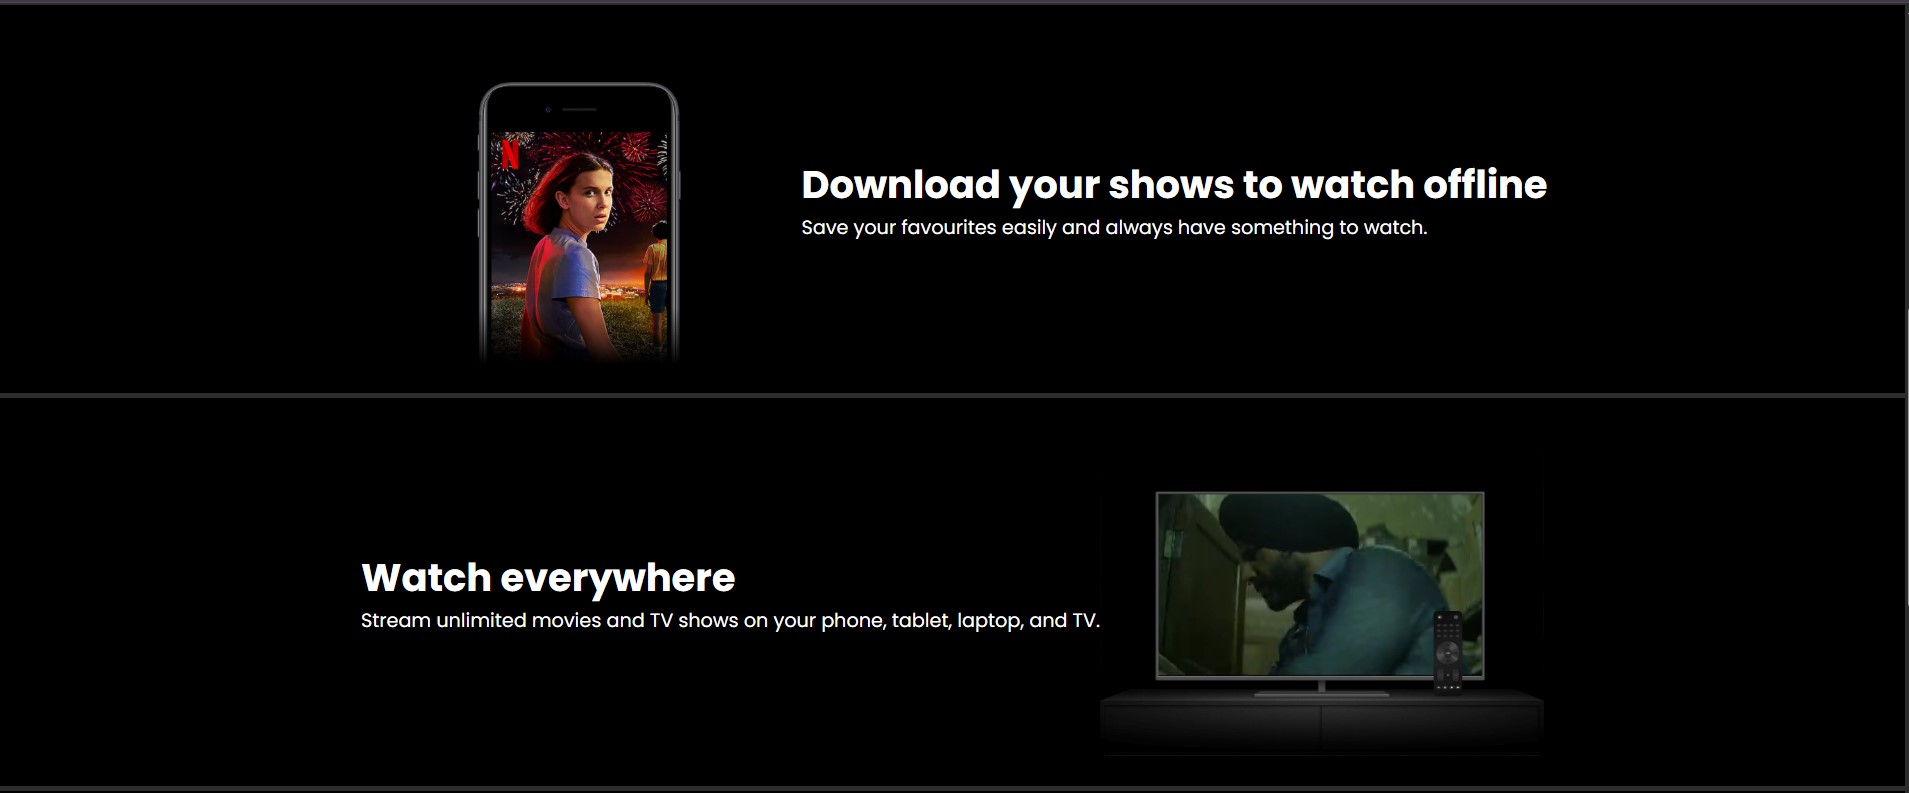 N
Download your shows to watch offline
Save your favourites easily and always have something to watch.
Watch everywhere
Stream unlimited movies and TV shows on your phone, tablet, laptop, and TV.